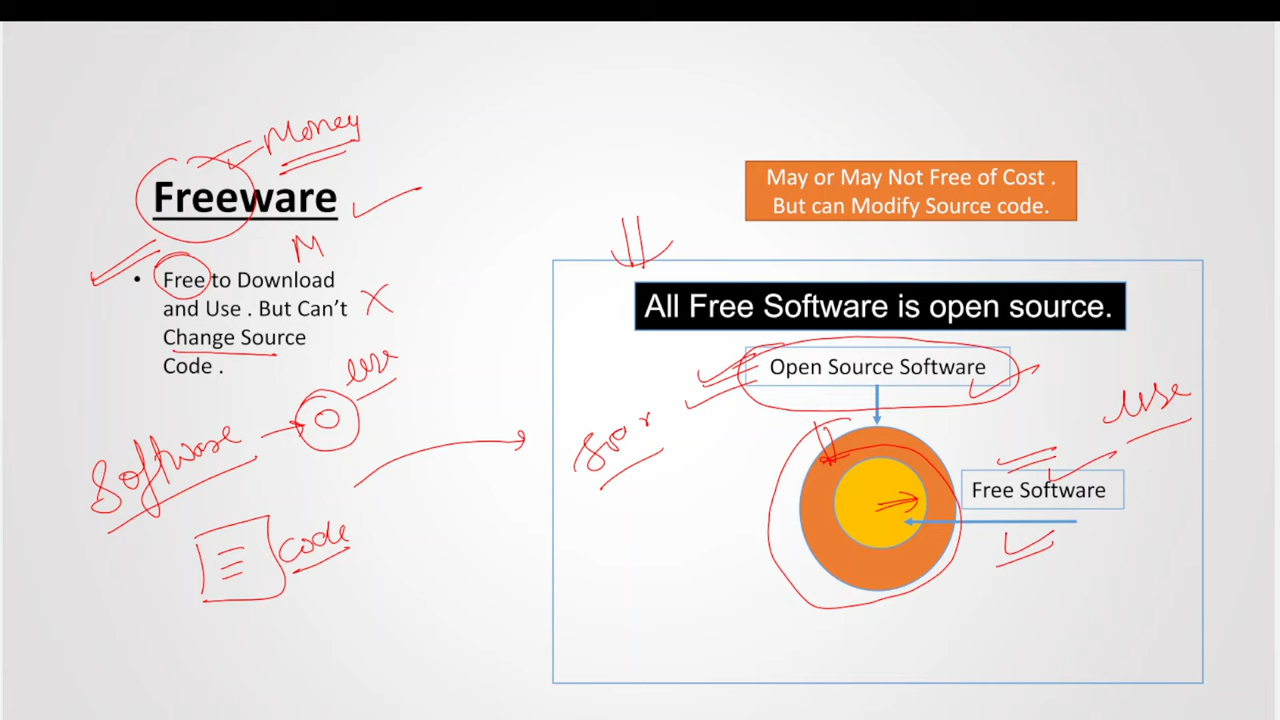 Money
Freeware
M
• Free to Download
and Use . But Can't
Change Source
Code .
use
Software
code
May or May Not Free of Cost .
But can Modify Source code.
All Free Software is open source.
Open Source Software
use
Free Software